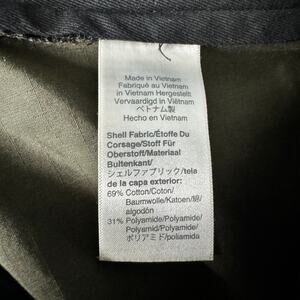 Made in Vietnam
Fabriqué au Vietnam
in Vietnam Hergestellt
Vervaardigd in Viêtnam
ベトナム製
Hecho en Vietnam
Shell Fabric/Étoffe Du
Corsage/Stoff Für
Oberstoff/Materiaal
Buitenkant/
シェルファブリック/tela
de la capa exterior:
69% Cotton/Coton/
Baumwolle/Katoen/綿/
algodón
31% Polyamide/Polyamide/
Polyamid/Polyamide/
ポリアミド/poliamida